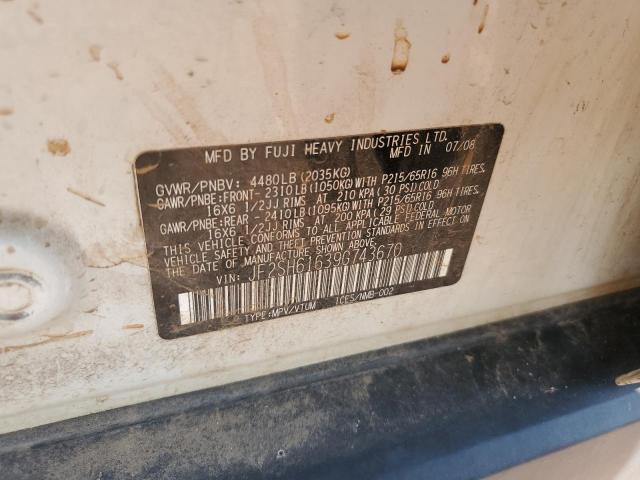 MFD BY FUJI HEAVY INDUSTRIES LTD.
MFD IN 07/08
GVWR/PNBV: 4480LB (2035KG)
GAWR/PNBE:FRONT-2310LB (1050KG)WITH P215/65R16 96H TIRES,
16X6 1/2JJ RIMS AT 210 KPA (30 PSI)COLD
GAWR/PNBE:REAR -2410LB (1095KG)WITH P215/65R16 96H TIRES,
16X6 1/2JJ RIMS AT 200 KPA (29 PSI)COLD
THIS VEHICLE CONFORMS TO ALL APPLICABLE FEDERAL MOTOR
VEHICLE SAFETY AND THEFT PREVENTION STANDARDS IN EFFECT
ON THE DATE OF MANUFACTURE SHOWN ABOVE.
VIN: JF2SH61639G743670
TYPE:MPV/VTUM ICES/NMB-002